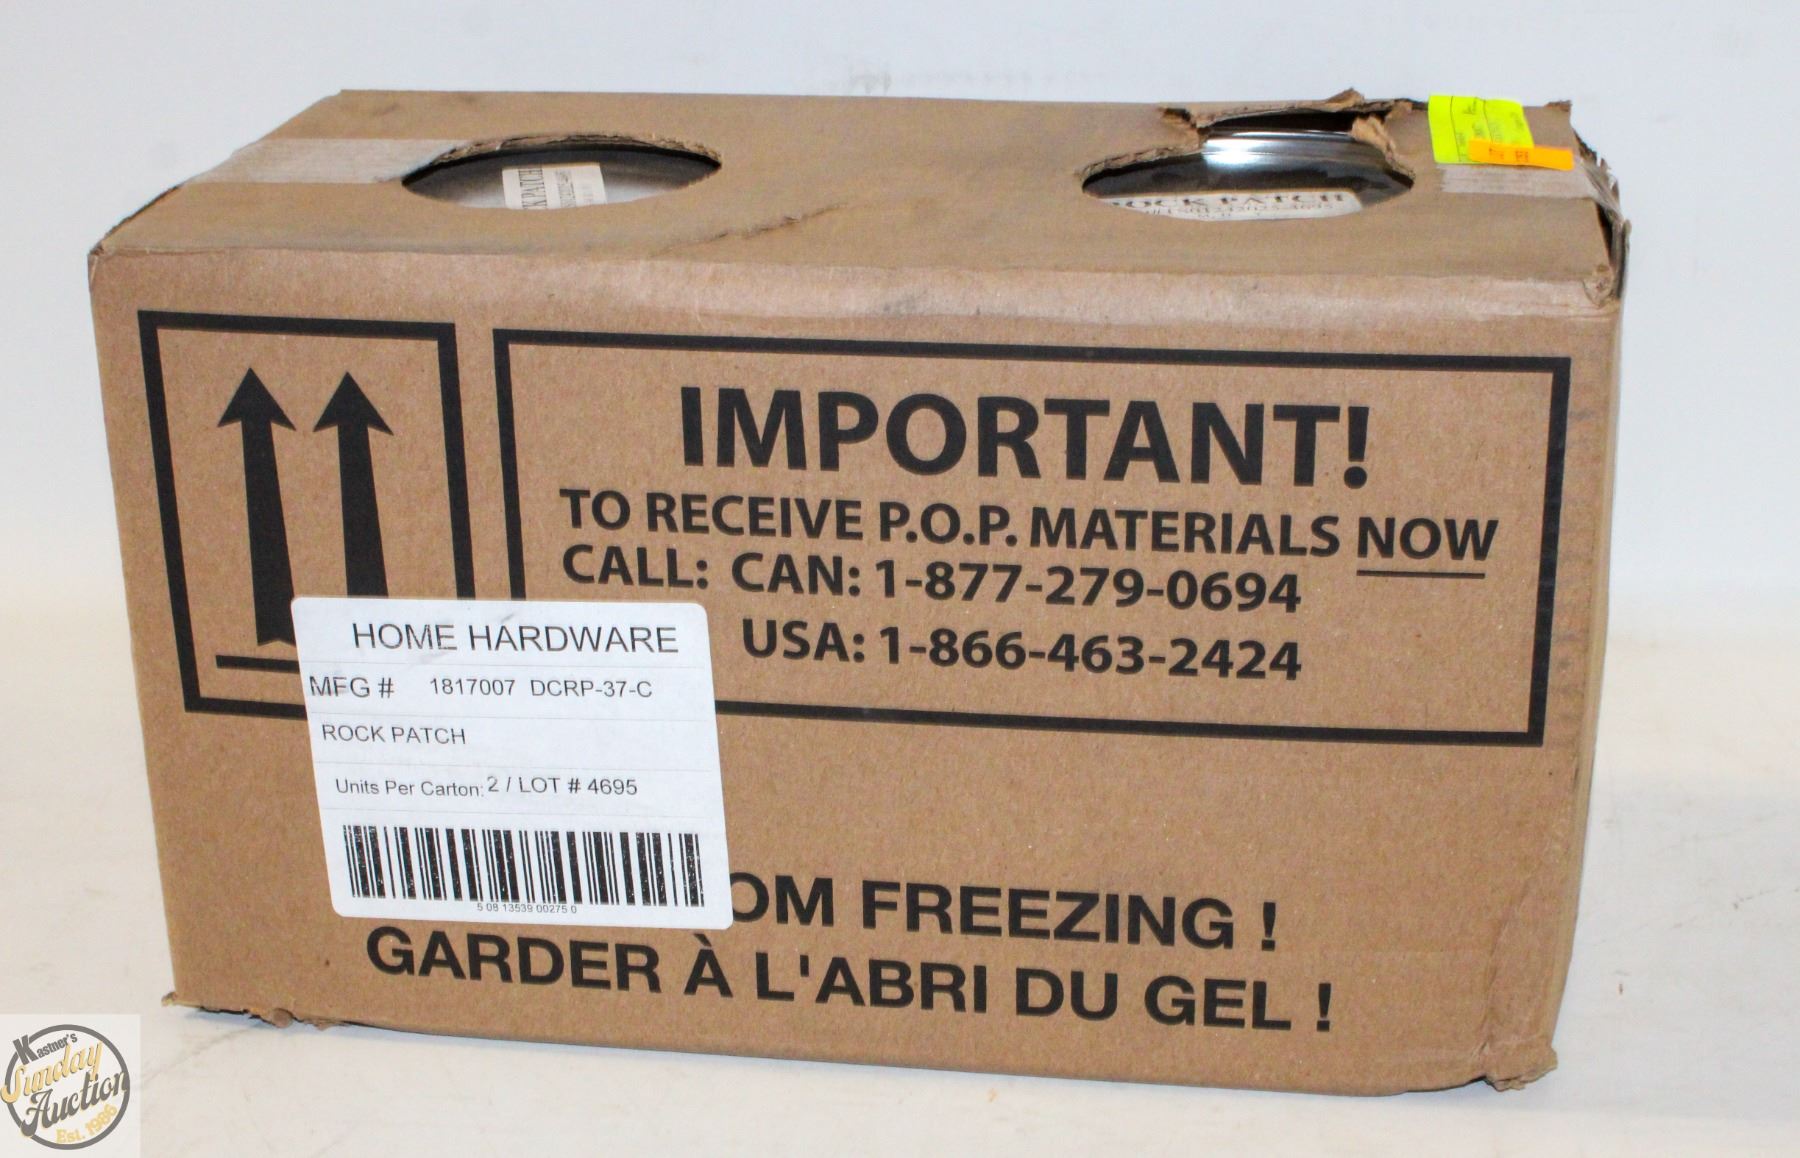 ROCK PATCH
IMPORTANT!
TO RECEIVE P.O.P. MATERIALS NOW
CALL: CAN: 1-877-279-0694
USA: 1-866-463-2424
HOME HARDWARE
MFG # 1817007 DCRP-37-C
ROCK PATCH
Units Per Carton: 2 / LOT # 4695
5 08 13539 00275 0
OM FREEZING !
GARDER À L'ABRI DU GEL !
Kastner's
Sunday
Auction
Est. 1986